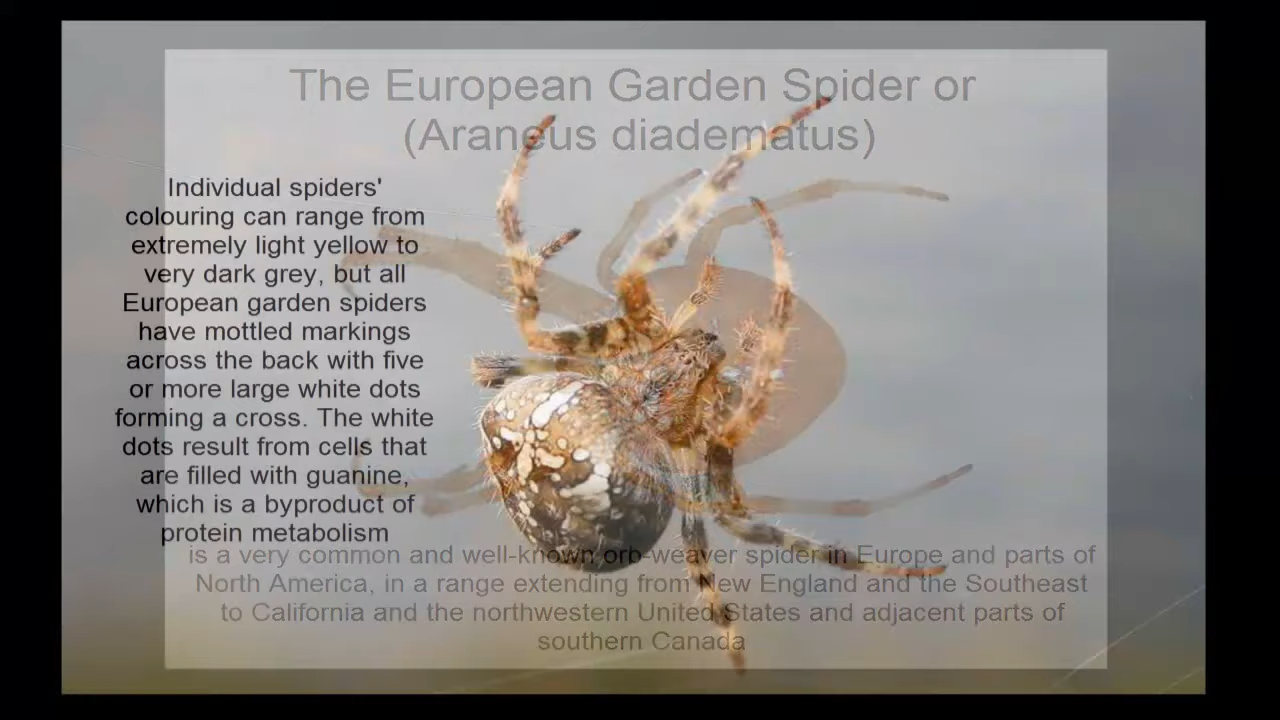 The European Garden Spider or
(Araneus diadematus)
Individual spiders'
colouring can range from
extremely light yellow to
very dark grey, but all
European garden spiders
have mottled markings
across the back with five
or more large white dots
forming a cross. The white
dots result from cells that
are filled with guanine,
which is a byproduct of
protein metabolism
is a very common and well-known orb-weaver spider in Europe and parts of
North America, in a range extending from New England and the Southeast
to California and the northwestern United States and adjacent parts of
southern Canada